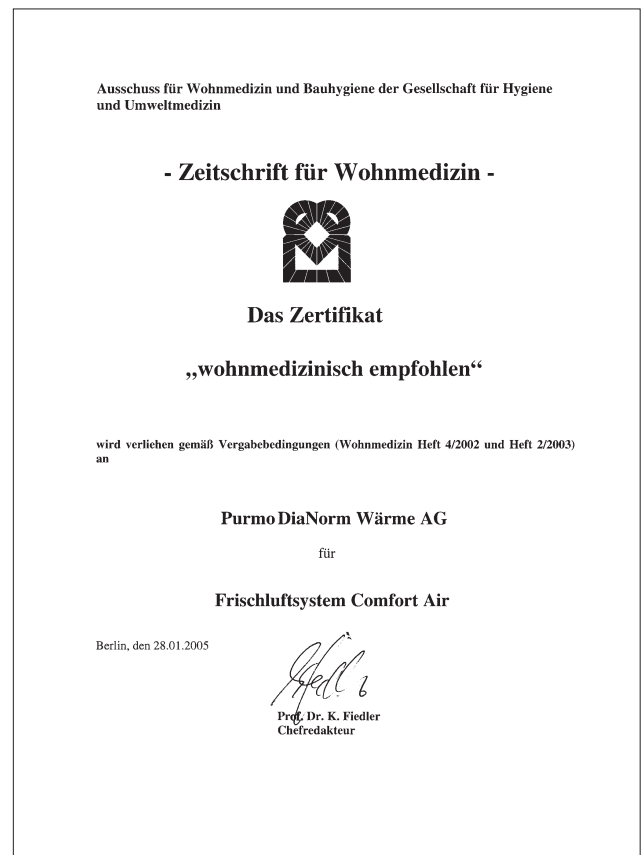 Ausschuss für Wohnmedizin und Bauhygiene der Gesellschaft für Hygiene
und Umweltmedizin
- Zeitschrift für Wohnmedizin -
Das Zertifikat
„wohnmedizinisch empfohlen“
wird verliehen gemäß Vergabebedingungen (Wohnmedizin Heft 4/2002 und Heft 2/2003)
an
Purmo DiaNorm Wärme AG
für
Frischluftsystem Comfort Air
Berlin, den 28.01.2005
Prof. Dr. K. Fiedler
Chefredakteur